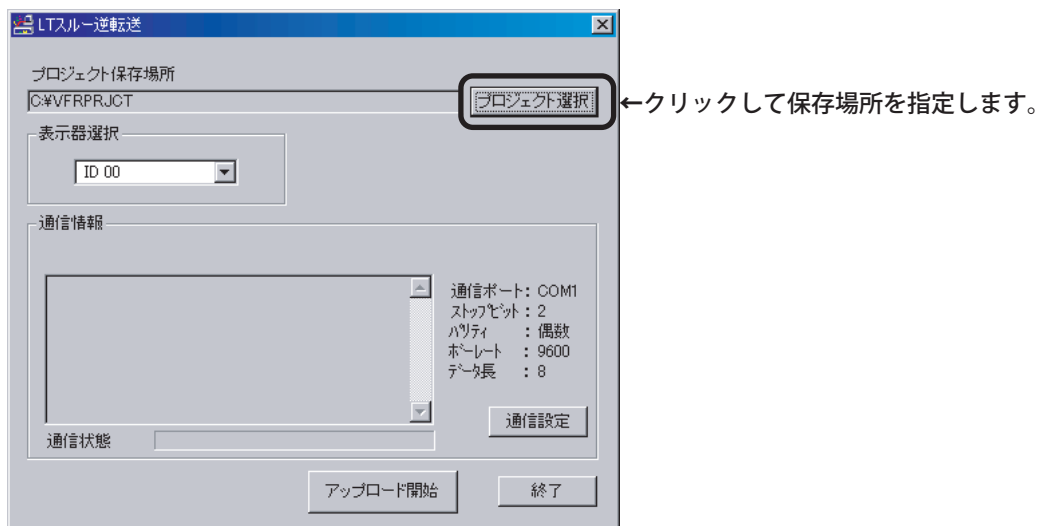 LTスルー逆転送
プロジェクト保存場所
C:¥VFRPRJCT
プロジェクト選択
←クリックして保存場所を指定します。
表示器選択
ID 00
通信情報
通信ポート: COM1
ストップビット: 2
パリティ : 偶数
ボーレート : 9600
データ長 : 8
通信設定
通信状態
アップロード開始
終了